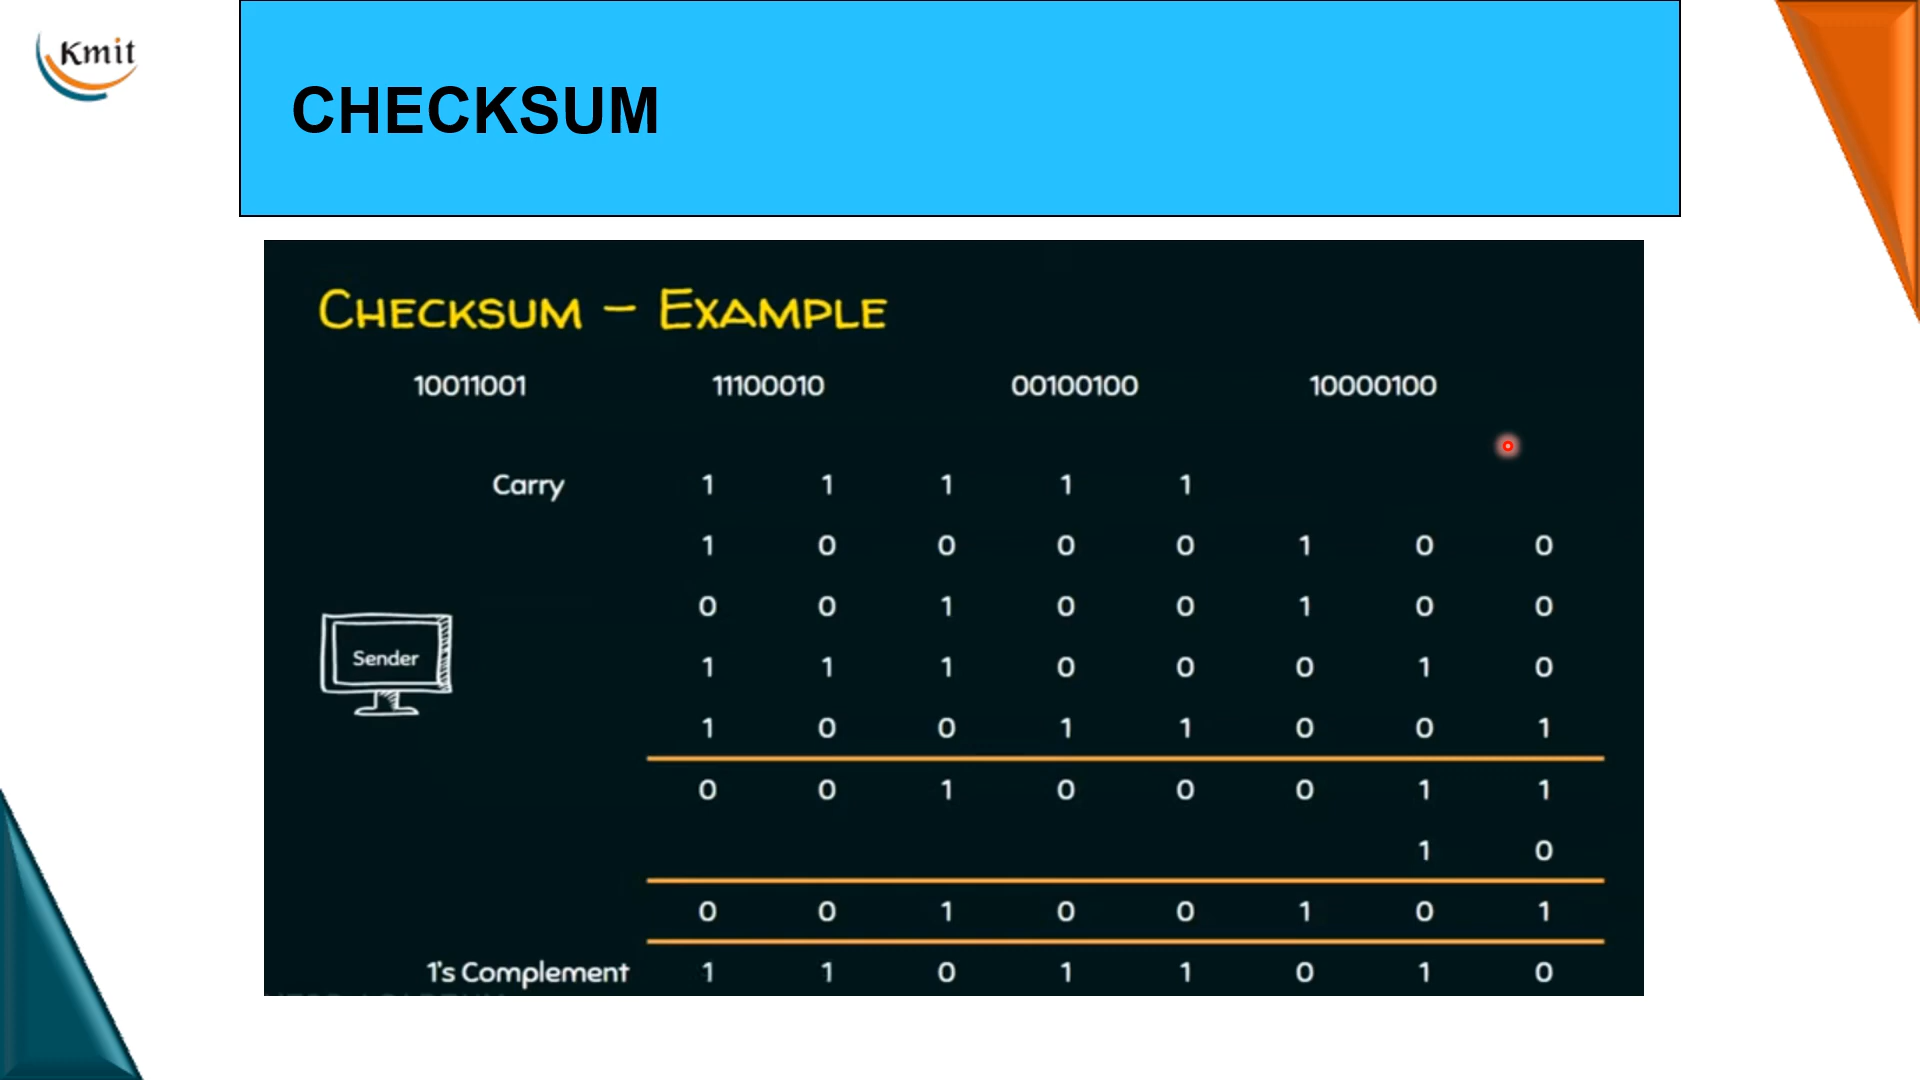 Kmit
CHECKSUM
CHECKSUM – EXAMPLE
10011001 11100010 00100100 10000100
Carry 1 1 1 1 1
1 0 0 0 0 1 0 0
0 0 1 0 0 1 0 0
1 1 1 0 0 0 1 0
Sender
1 0 0 1 1 0 0 1
0 0 1 0 0 0 1 1
1 0
0 0 1 0 0 1 0 1
1's Complement 1 1 0 1 1 0 1 0